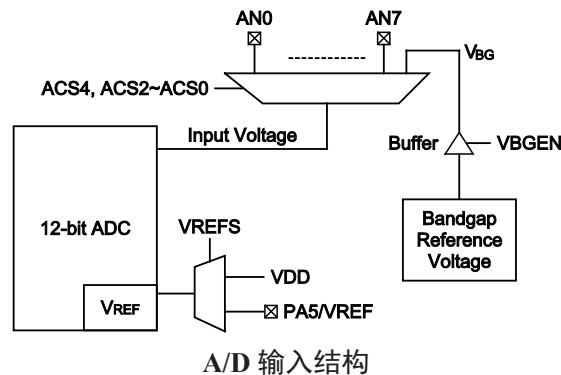 AN0 AN7
VBG
ACS4, ACS2~ACS0
Input Voltage
Buffer
VBGEN
12-bit ADC
VREFS
Bandgap
Reference
Voltage
VDD
VREF
PA5/VREF
A/D 输入结构